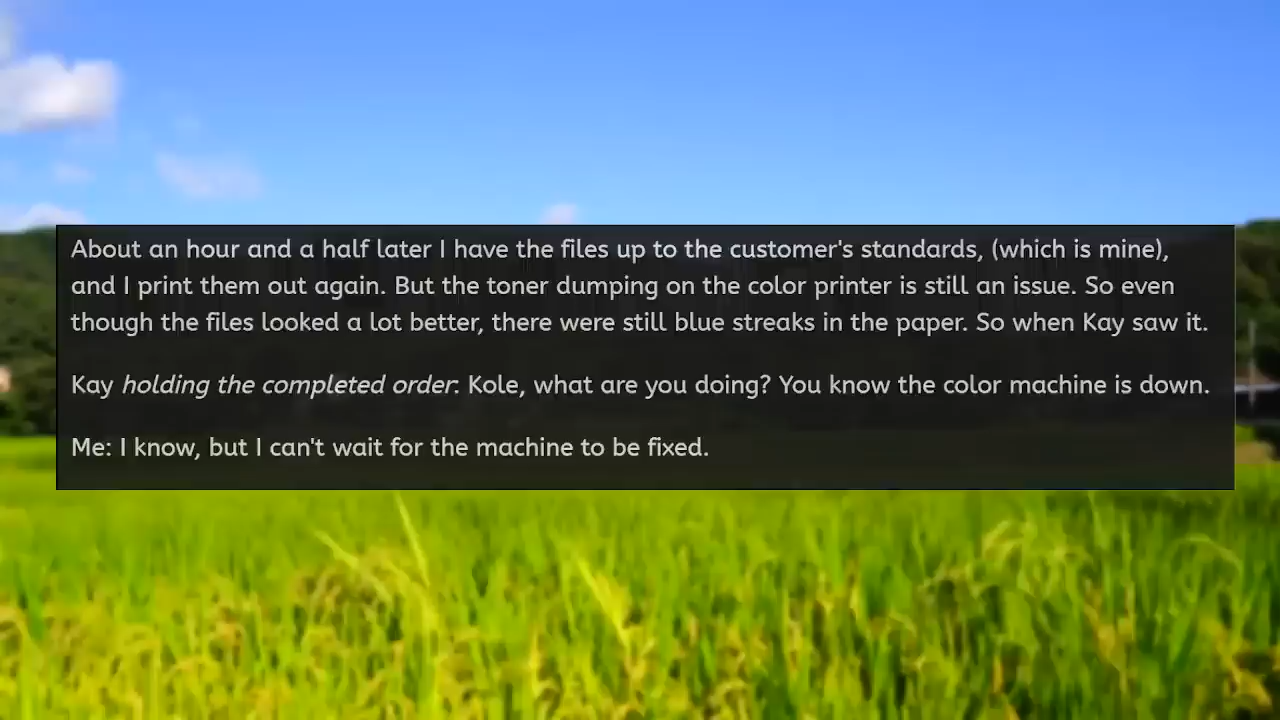 About an hour and a half later I have the files up to the customer's standards, (which is mine),
and I print them out again. But the toner dumping on the color printer is still an issue. So even
though the files looked a lot better, there were still blue streaks in the paper. So when Kay saw it.
Kay holding the completed order: Kole, what are you doing? You know the color machine is down.
Me: I know, but I can't wait for the machine to be fixed.